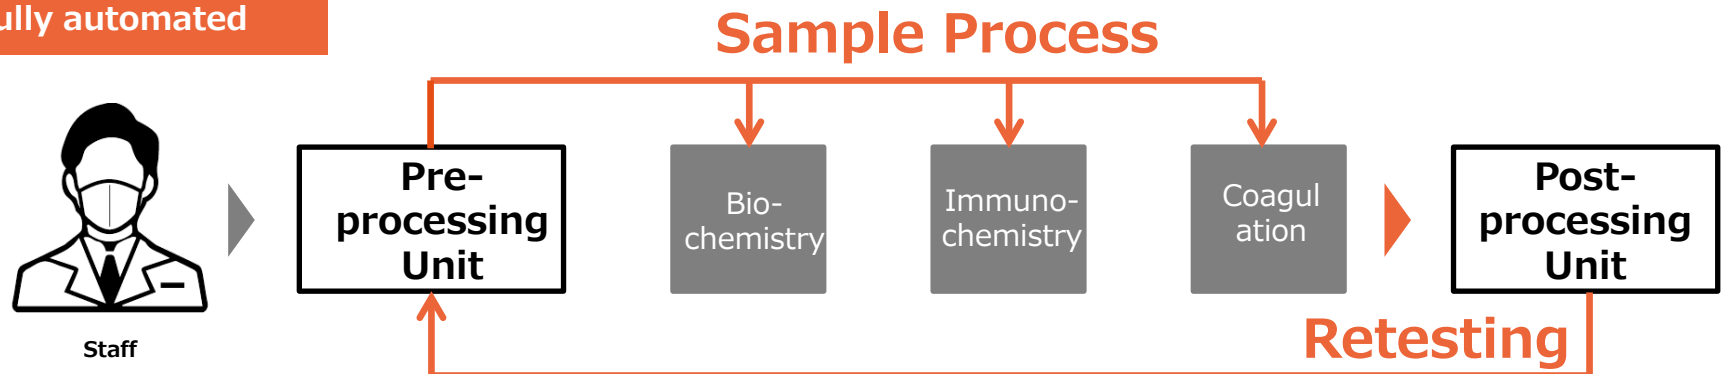 ully automated
Sample Process
Pre-
processing
Unit
Bio-
chemistry
Immuno-
chemistry
Coagul
ation
Post-
processing
Unit
Staff
Retesting